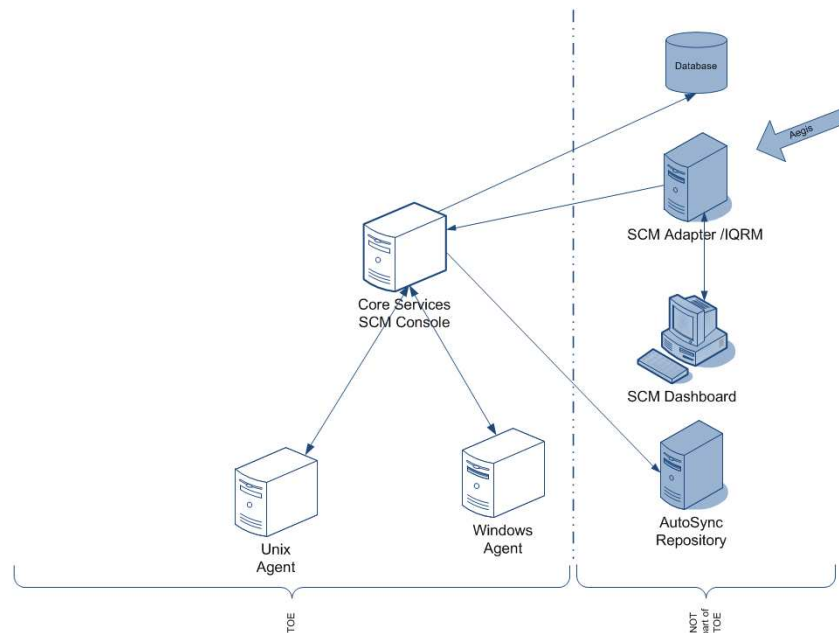 Database
Aegis
SCM Adapter /IQRM
Core Services
SCM Console
SCM Dashboard
Unix
Agent
Windows
Agent
AutoSync
Repository
TOE
NOT
part of
TOE